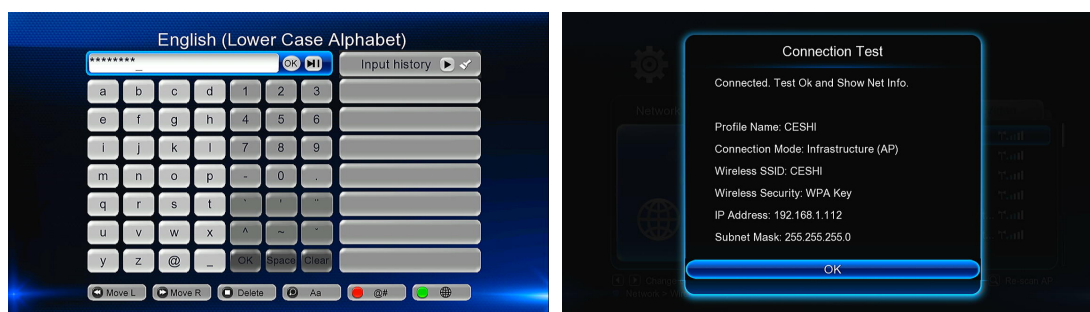 English (Lower Case Alphabet)
********_ OK Input history
a b c d 1 2 3
e f g h 4 5 6
i j k l 7 8 9
m n o p - 0 .
q r s t ` ' "
u v w x ^ ~ ˇ
y z @ _ OK Space Clear
Move L Move R Delete Aa @#
Connection Test
Connected. Test Ok and Show Net Info.
Network
Profile Name: CESHI
Connection Mode: Infrastructure (AP)
Wireless SSID: CESHI
Wireless Security: WPA Key
IP Address: 192.168.1.112
Subnet Mask: 255.255.255.0
OK